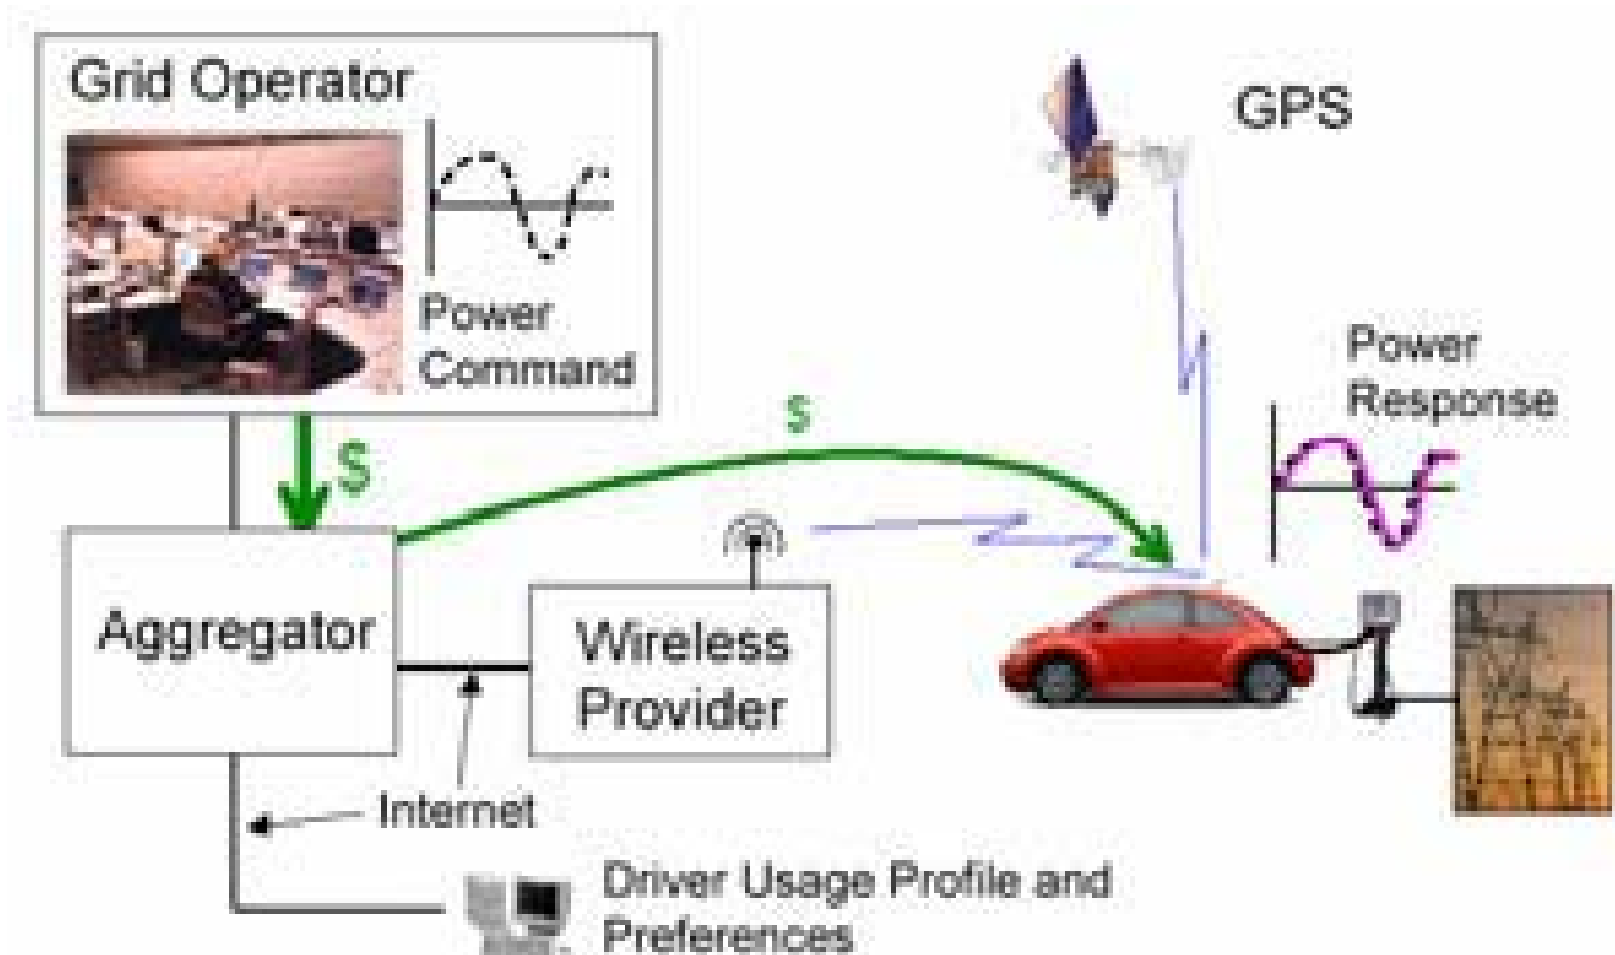 Grid Operator
Power
Command
GPS
Power
Response
$
$
Aggregator
Wireless
Provider
Internet
Driver Usage Profile and
Preferences